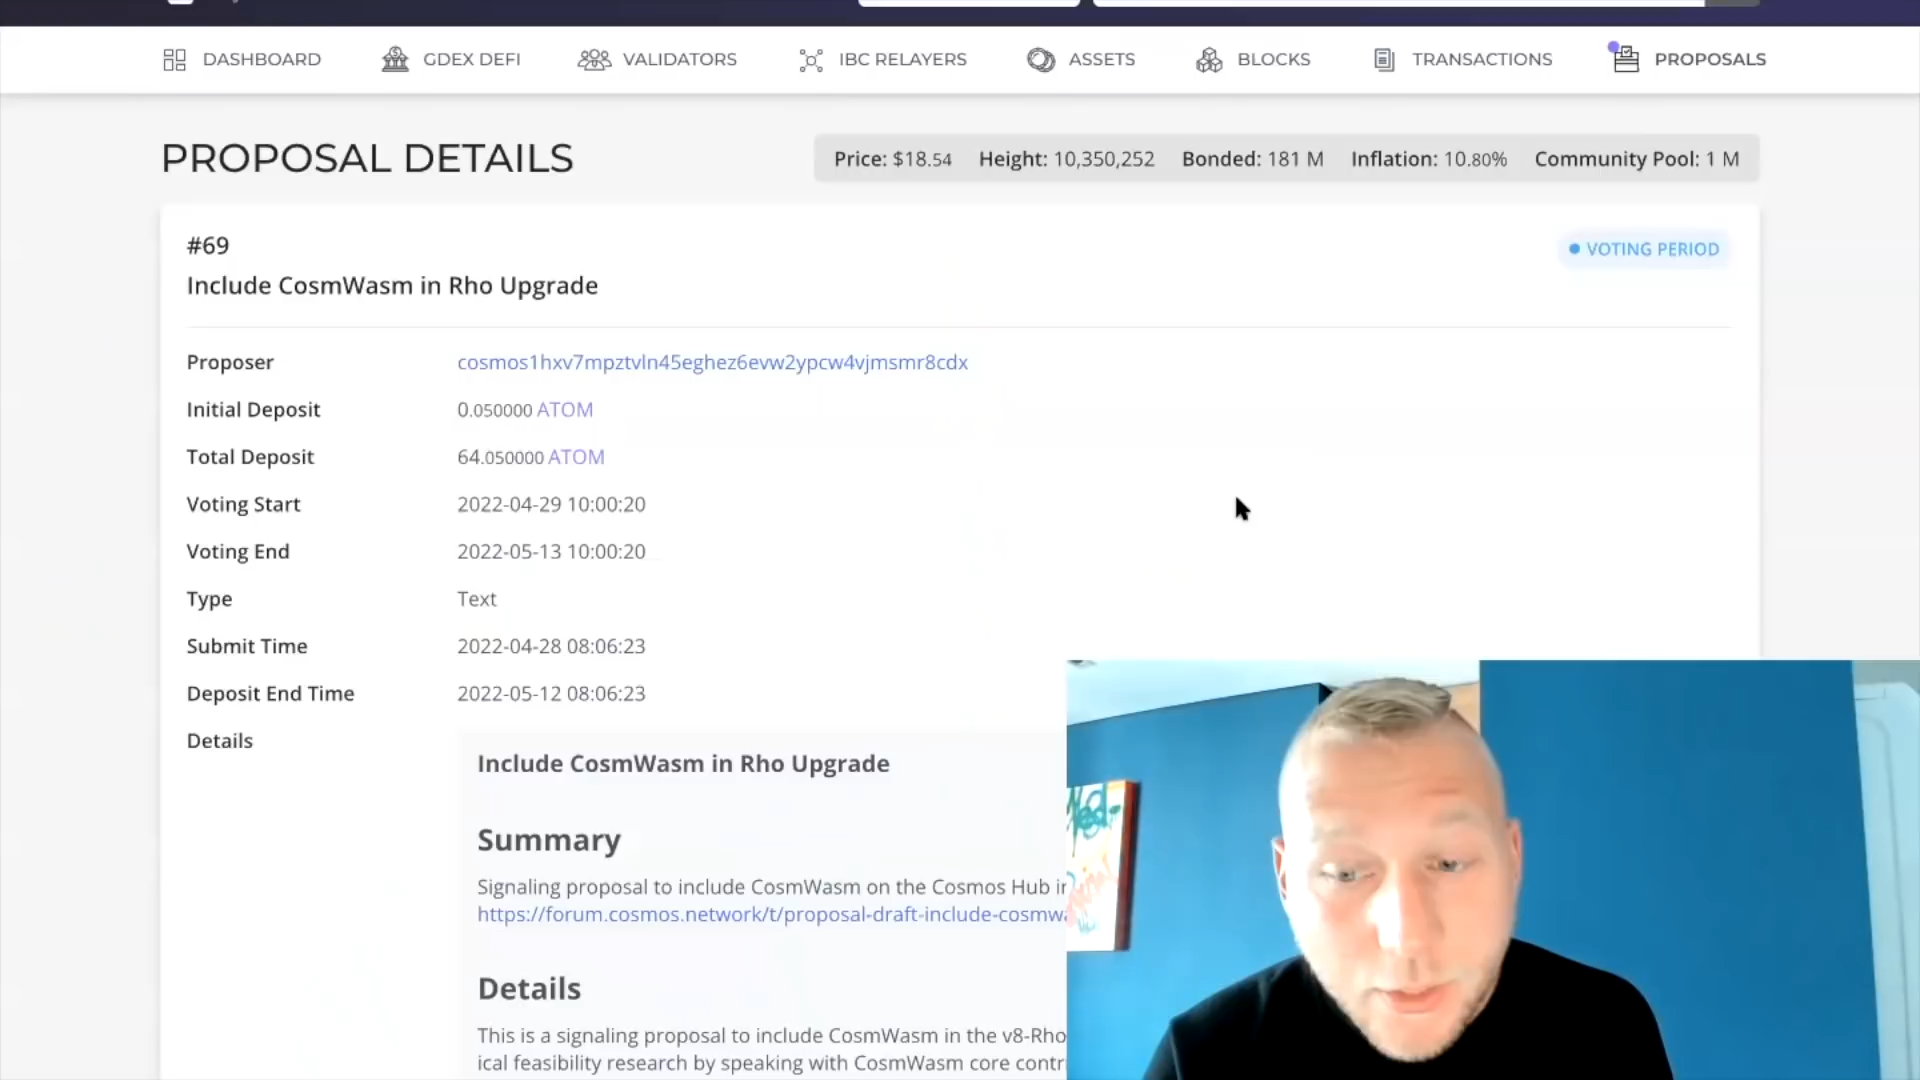 DASHBOARD GDEX DEFI VALIDATORS IBC RELAYERS ASSETS BLOCKS TRANSACTIONS PROPOSALS
PROPOSAL DETAILS
Price: $18.54 Height: 10,350,252 Bonded: 181 M Inflation: 10.80% Community Pool: 1 M
#69
VOTING PERIOD
Include CosmWasm in Rho Upgrade
Proposer cosmos1hxv7mpztvln45eghez6evw2ypcw4vjmsmr8cdx
Initial Deposit 0.050000 ATOM
Total Deposit 64.050000 ATOM
Voting Start 2022-04-29 10:00:20
Voting End 2022-05-13 10:00:20
Type Text
Submit Time 2022-04-28 08:06:23
Deposit End Time 2022-05-12 08:06:23
Details
Include CosmWasm in Rho Upgrade
Summary
Signaling proposal to include CosmWasm on the Cosmos Hub
https://forum.cosmos.network/t/proposal-draft-include-cosmwa
Details
This is a signaling proposal to include CosmWasm in the v8-Rho
ical feasibility research by speaking with CosmWasm core contr